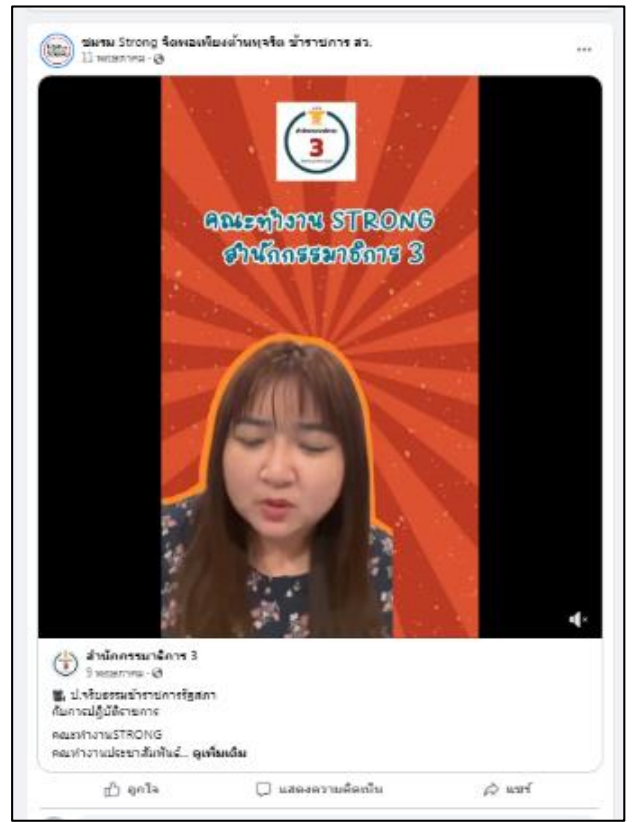 ชมรม Strong จิตพอเพียงต้านทุจริต ข้าราชการ สว.
11 พฤษภาคม
3
คณะทำงาน STRONG
สำนักกรรมาธิการ 3
สำนักกรรมาธิการ 3
9 พฤษภาคม
ป.จริยธรรมข้าราชการรัฐสภา
กับการปฏิบัติราชการ
คณะทำงานSTRONG
คณะทำงานประชาสัมพันธ์... ดูเพิ่มเติม
ถูกใจ
แสดงความคิดเห็น
แชร์